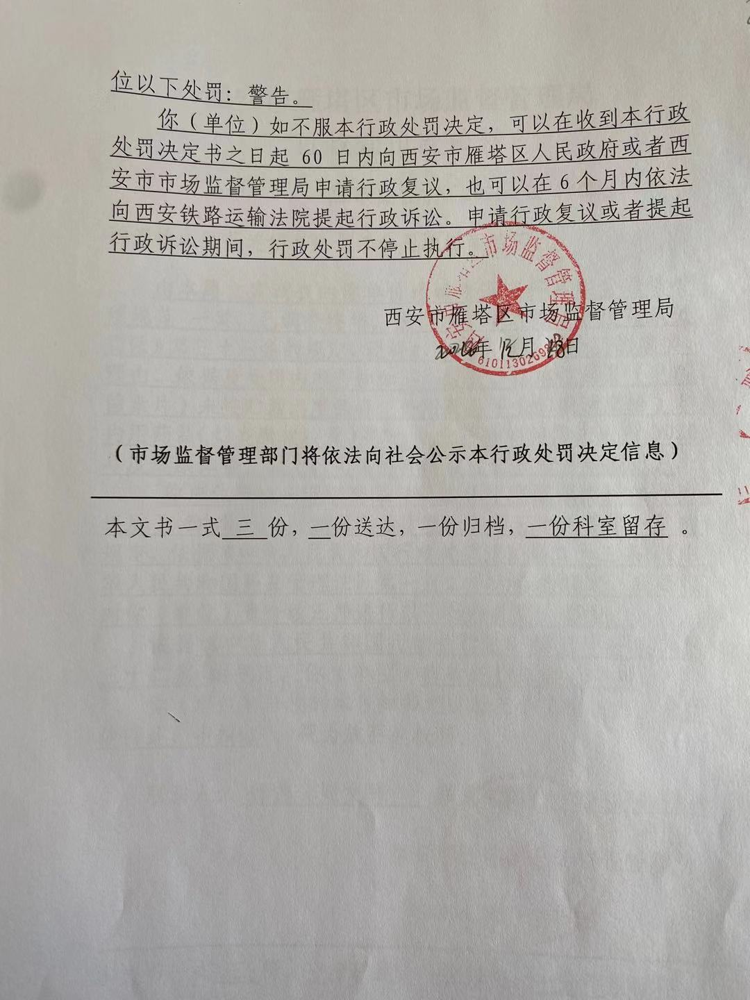 位以下处罚：警告。
你（单位）如不服本行政处罚决定，可以在收到本行政
处罚决定书之日起 60 日内向西安市雁塔区人民政府或者西
安市市场监督管理局申请行政复议，也可以在 6 个月内依法
向西安铁路运输法院提起行政诉讼。申请行政复议或者提起
行政诉讼期间，行政处罚不停止执行。
西安市雁塔区市场监督管理局
年 月 日
（市场监督管理部门将依法向社会公示本行政处罚决定信息）
本文书一式 三 份，一份送达，一份归档，一份科室留存 。